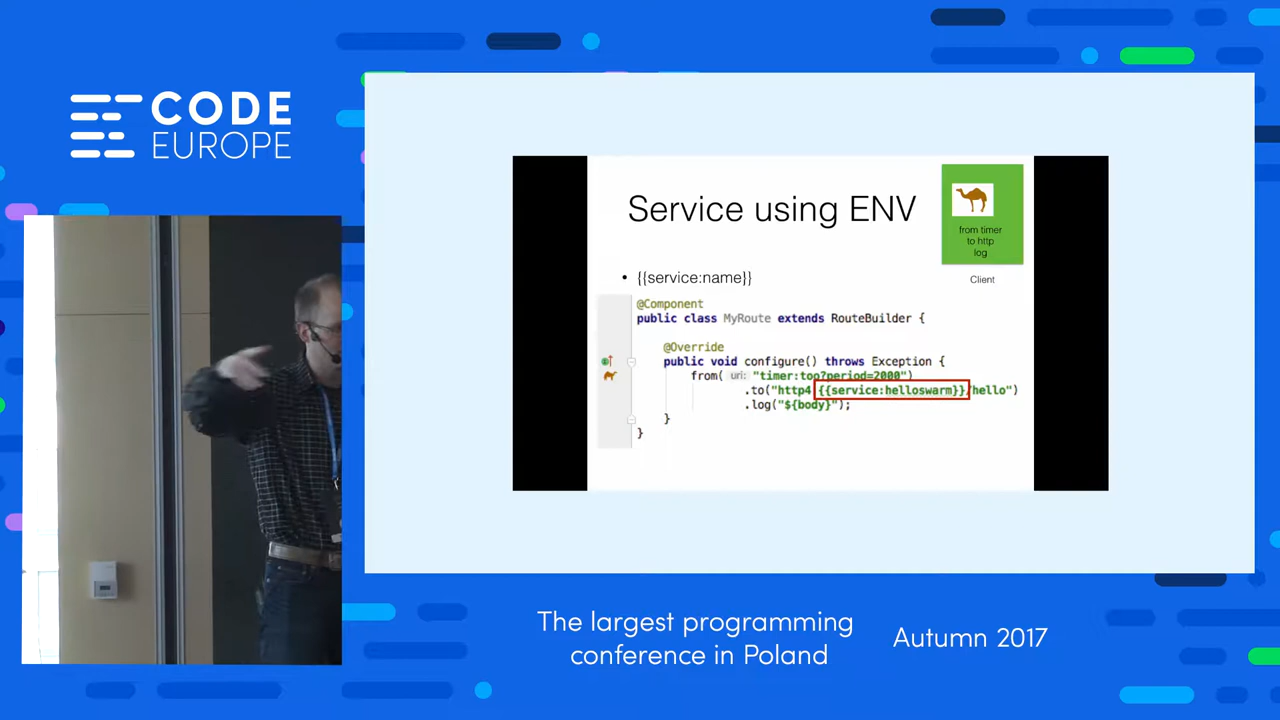 CODE
EUROPE
Service using ENV
from timer
to http
log
Client
• {{service:name}}
@Component
public class MyRoute extends RouteBuilder {
@Override
public void configure() throws Exception {
from( uri: "timer:too?period=2000")
.to("http4 {{service:helloswarm}}/hello")
.log("${body}");
}
}
The largest programming
conference in Poland
Autumn 2017